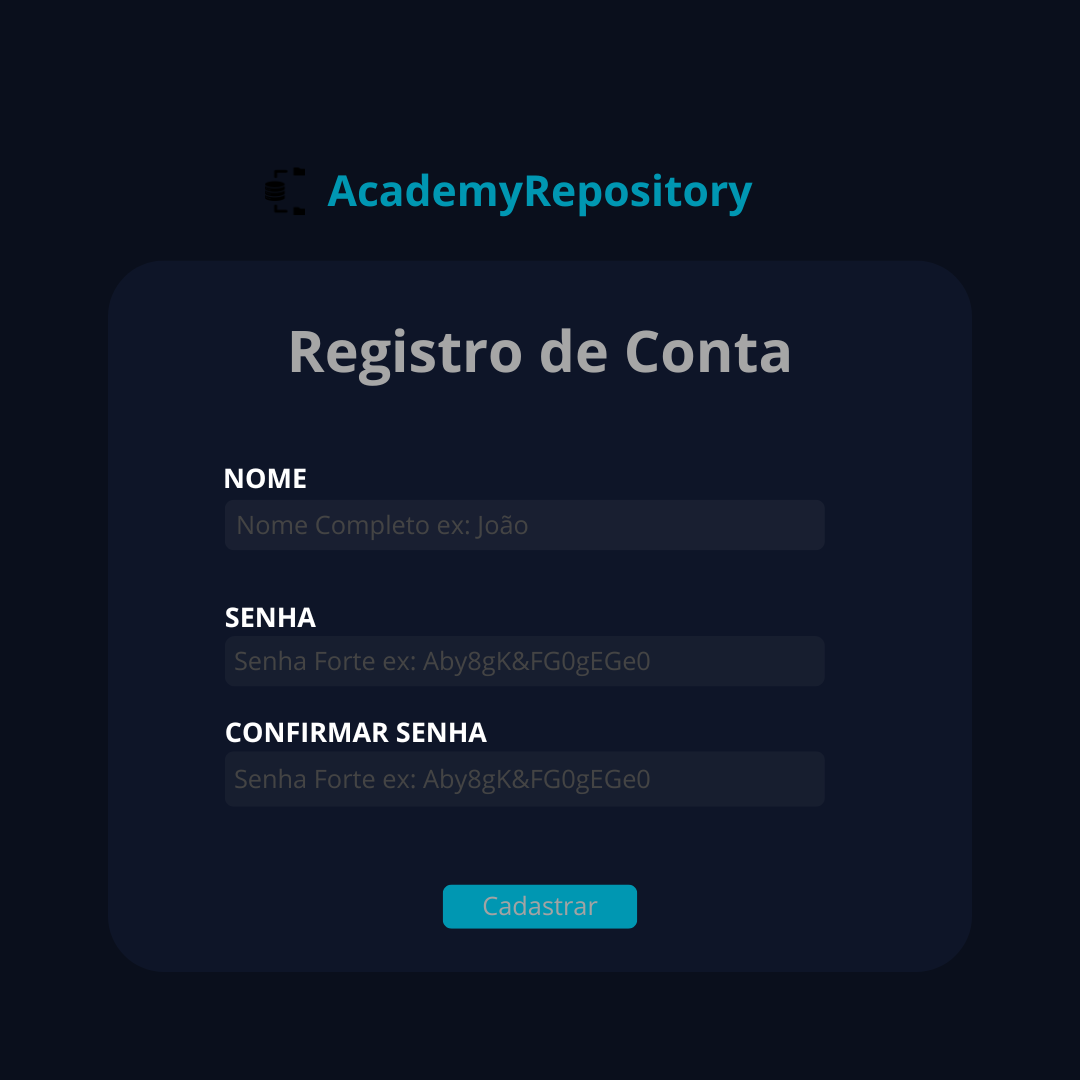 AcademyRepository
Registro de Conta
NOME
Nome Completo ex: João
SENHA
Senha Forte ex: Aby8gK&FG0gEGe0
CONFIRMAR SENHA
Senha Forte ex: Aby8gK&FG0gEGe0
Cadastrar